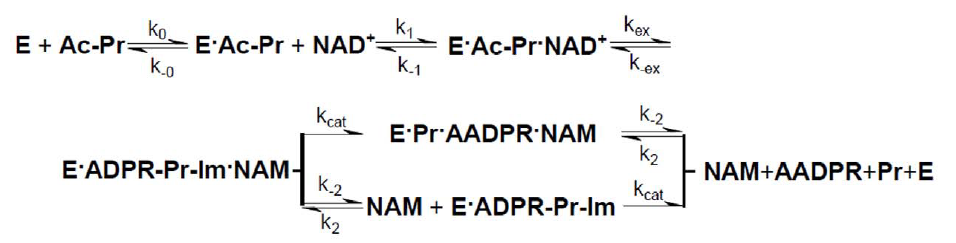 k0 k1 kex
E + Ac-Pr E·Ac-Pr + NAD+ E·Ac-Pr·NAD+
k-0 k-1 k-ex
kcat k-2
E·Pr·AADPR·NAM
k2
E·ADPR-Pr-Im·NAM NAM+AADPR+Pr+E
k-2 kcat
NAM + E·ADPR-Pr-Im
k2